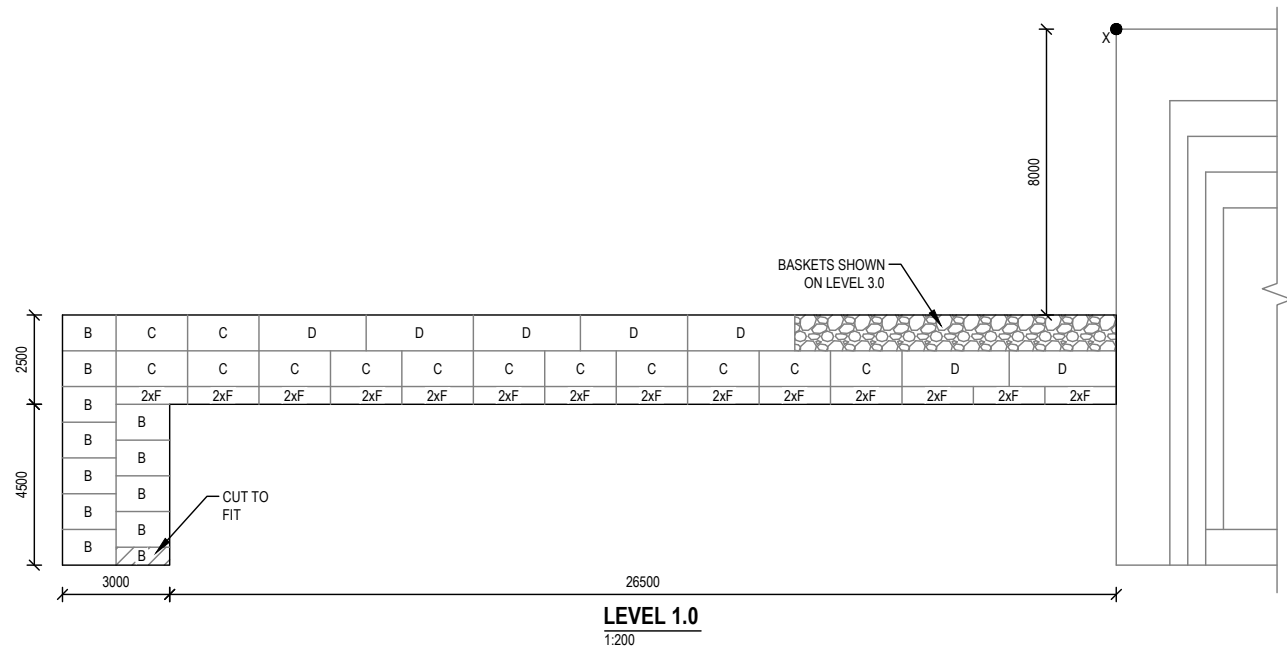 X
8000
BASKETS SHOWN
ON LEVEL 3.0
2500
B C C D D D D D
B C C C C C C C C C C C D D
2xF 2xF 2xF 2xF 2xF 2xF 2xF 2xF 2xF 2xF 2xF 2xF 2xF 2xF
B
B
B
B
B
B
B
B
B
B
4500
CUT TO
FIT
3000
26500
LEVEL 1.0
1:200